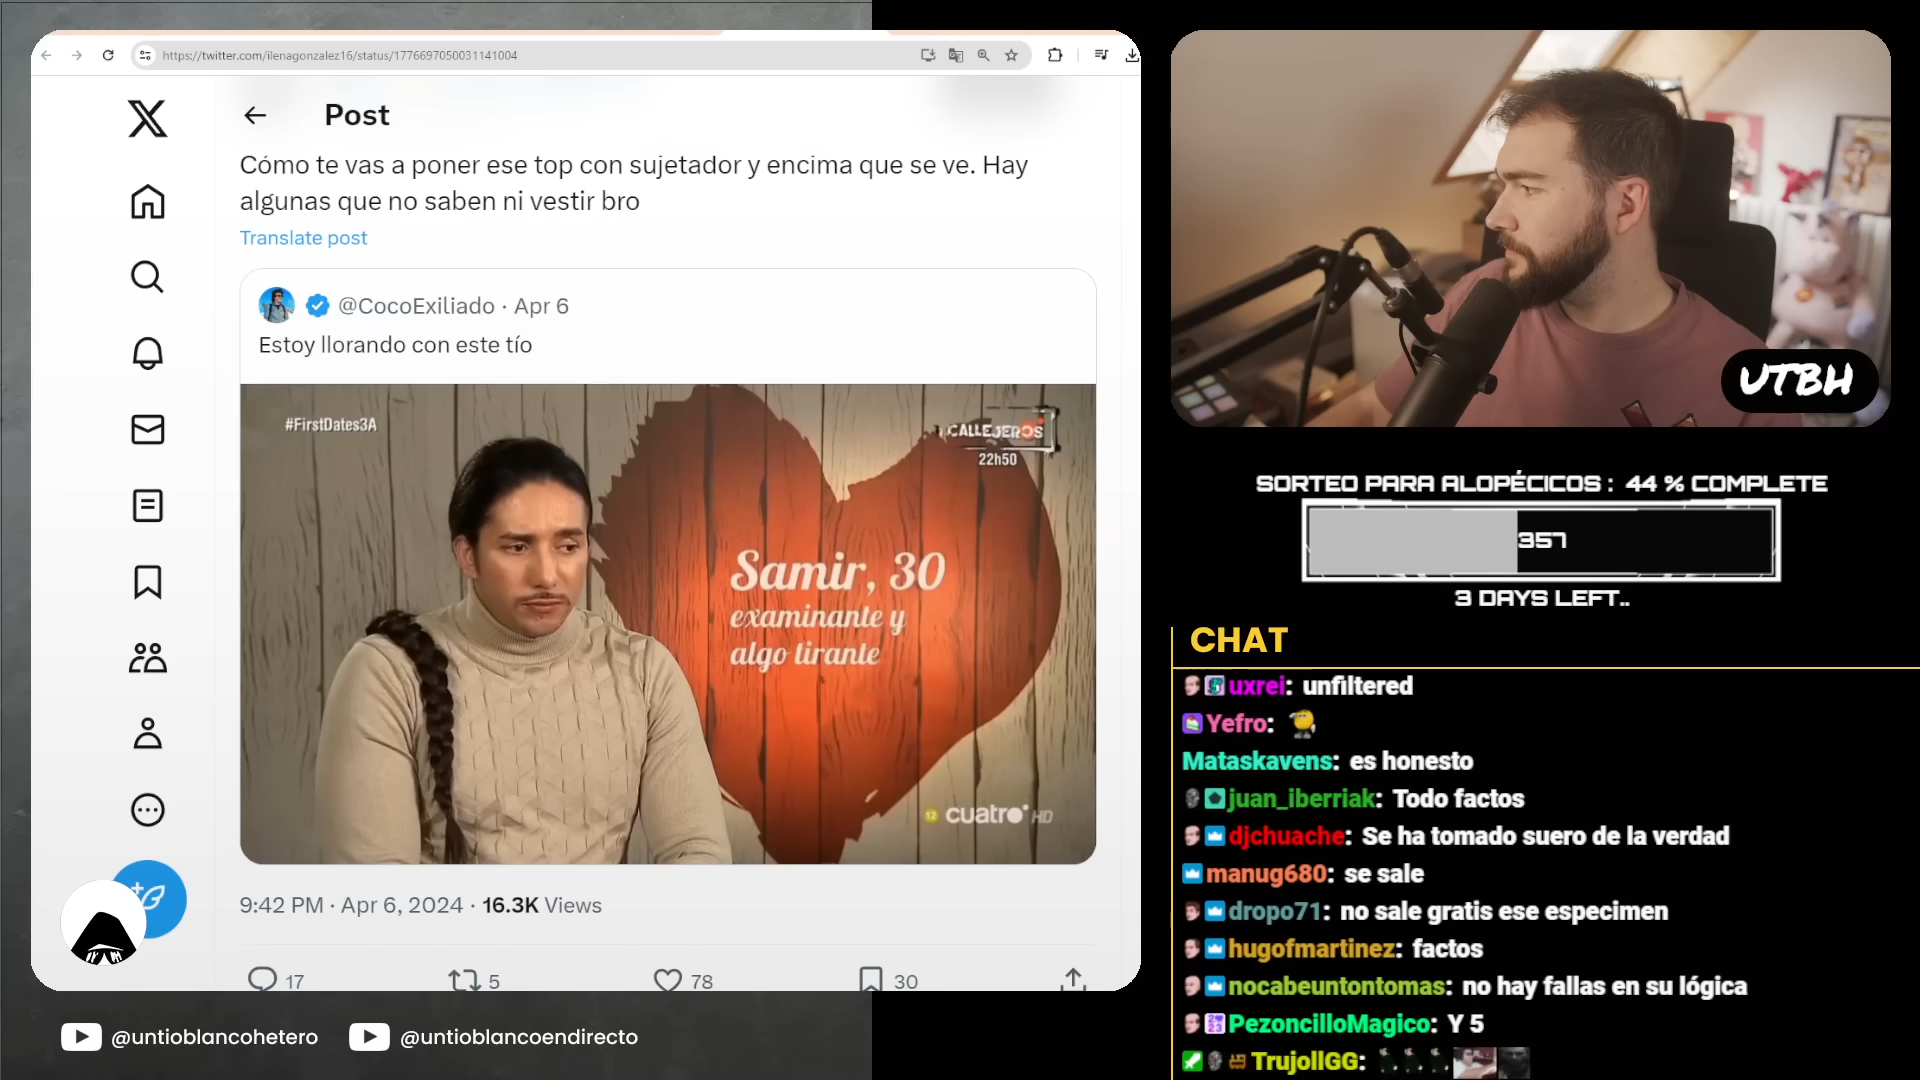 https://twitter.com/ilenagonzalez16/status/1776697050031141004
Post
Cómo te vas a poner ese top con sujetador y encima que se ve. Hay
algunas que no saben ni vestir bro
Translate post
@CocoExiliado · Apr 6
Estoy llorando con este tío
#FirstDates3A
CALLEJEROS
22h50
Samir, 30
examinante y
algo tirante
12 cuatro HD
9:42 PM · Apr 6, 2024 · 16.3K Views
17 5 78 30
@untioblancohetero @untioblancoendirecto
UTBH
SORTEO PARA ALOPÉCICOS : 44 % COMPLETE
357
3 DAYS LEFT..
CHAT
uxrei: unfiltered
Yefro:
Mataskavens: es honesto
juan_iberriak: Todo factos
djchuache: Se ha tomado suero de la verdad
manug680: se sale
dropo71: no sale gratis ese especimen
hugofmartinez: factos
nocabeuntontomas: no hay fallas en su lógica
PezoncilloMagico: Y 5
TrujollGG: